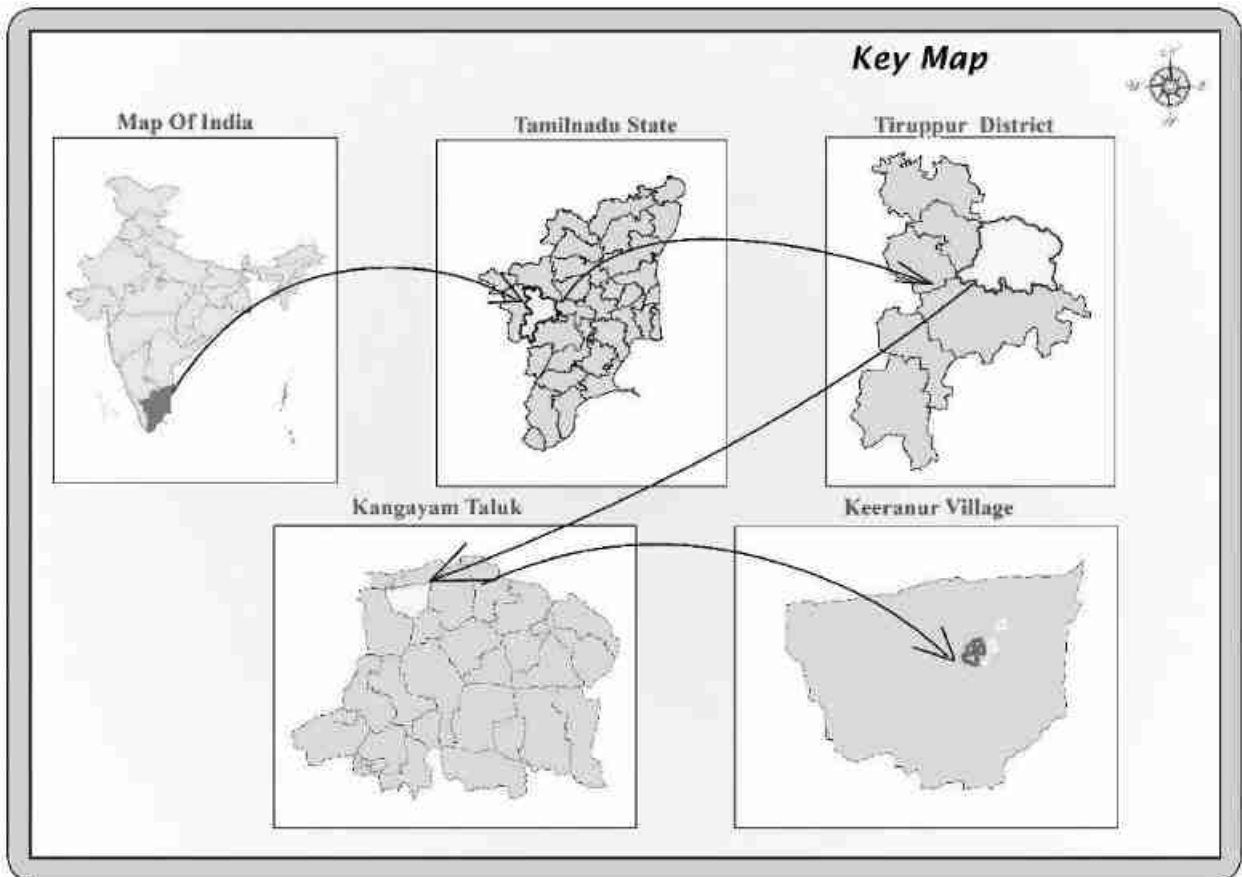 Key Map
Map Of India
Tamilnadu State
Tiruppur District
Kangayam Taluk
Keeranur Village